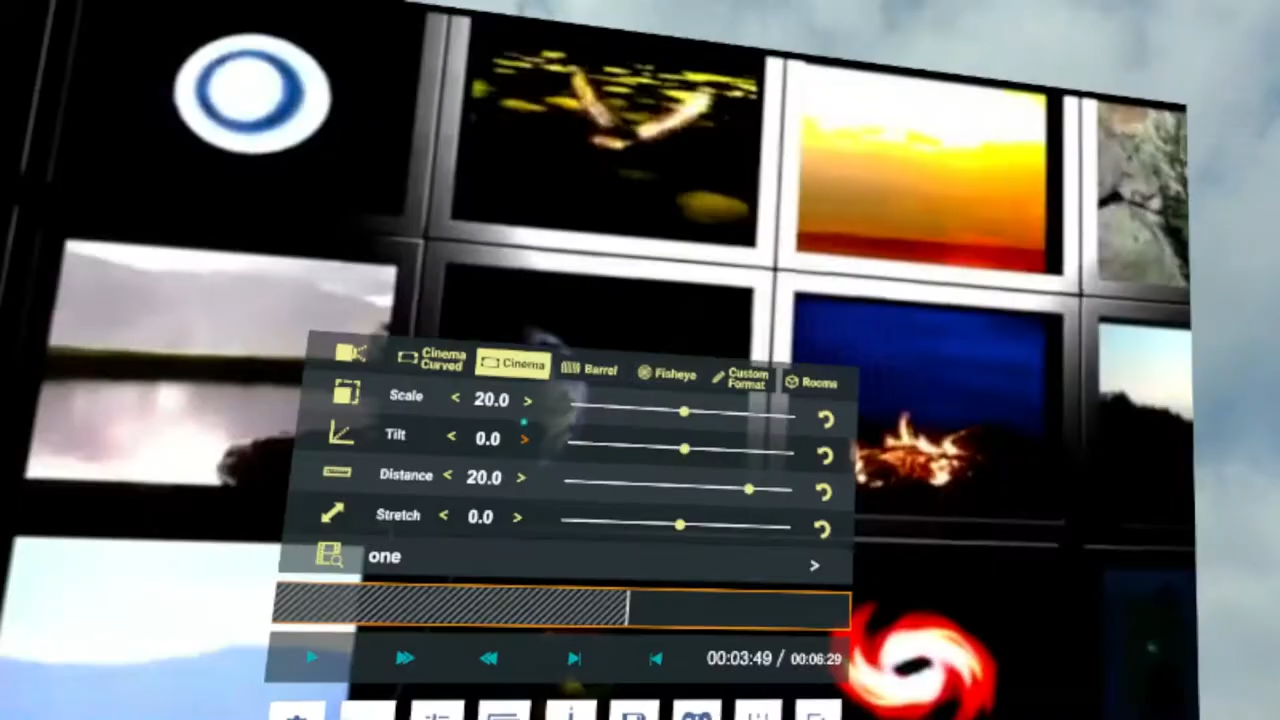 Cinema Curved
Cinema
Barrel
Fisheye
Custom Format
Rooms
Scale < 20.0 >
Tilt < 0.0 >
Distance < 20.0 >
Stretch < 0.0 >
one >
00:03:49 / 00:06:29